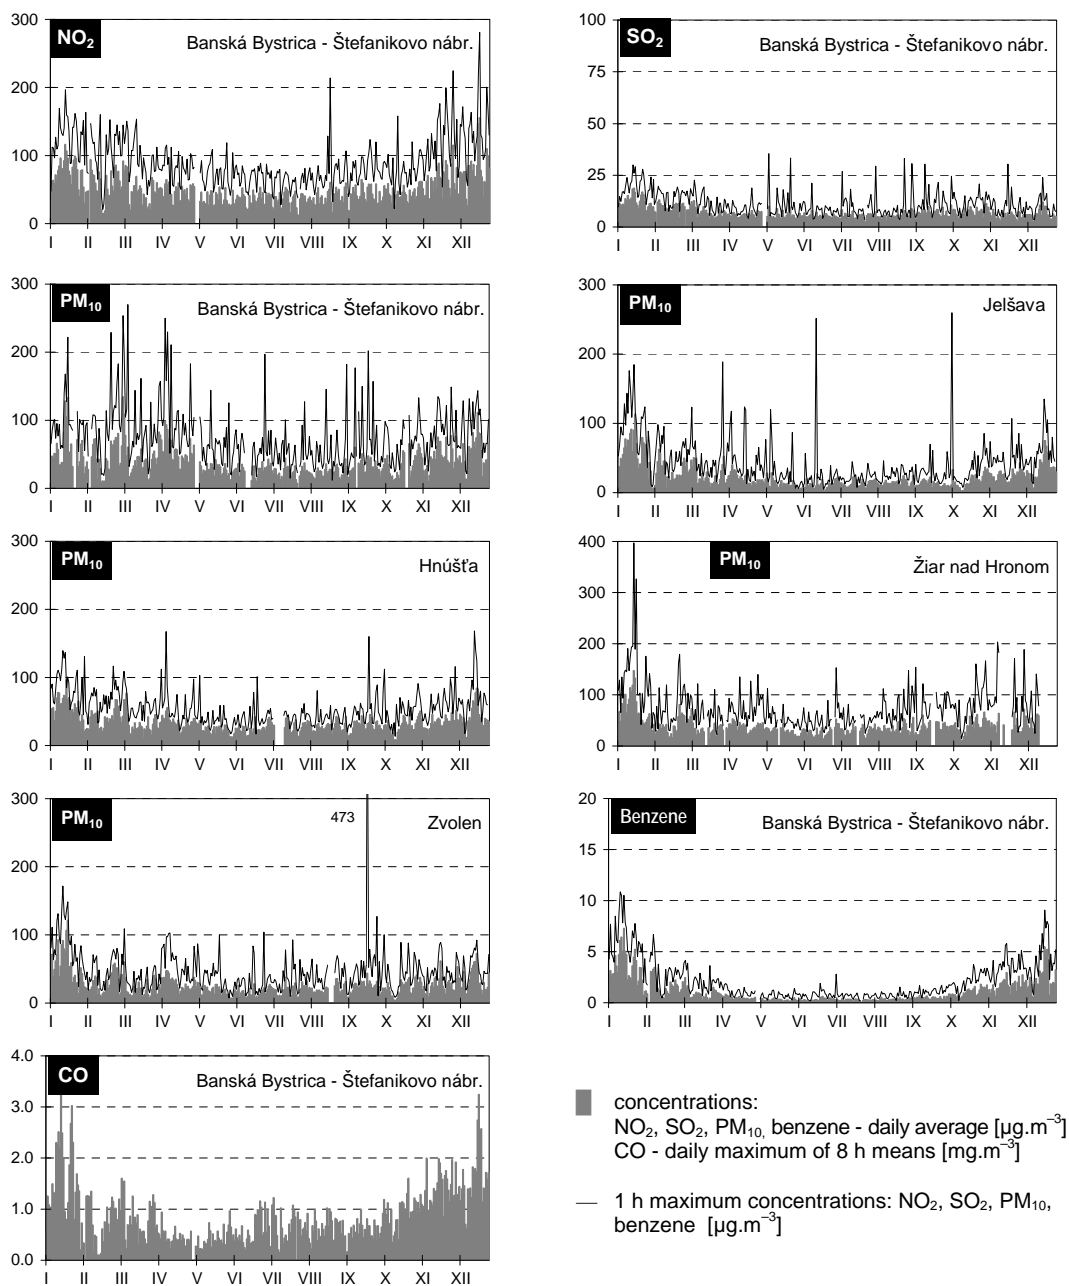 NO₂
Banská Bystrica - Štefanikovo nábr.
300
200
100
0
I II III IV V VI VII VIII IX X XI XII
SO₂
Banská Bystrica - Štefanikovo nábr.
100
75
50
25
0
I II III IV V VI VII VIII IX X XI XII
PM₁₀
Banská Bystrica - Štefanikovo nábr.
300
200
100
0
I II III IV V VI VII VIII IX X XI XII
PM₁₀
Jelšava
300
200
100
0
I II III IV V VI VII VIII IX X XI XII
PM₁₀
Hnúšťa
300
200
100
0
I II III IV V VI VII VIII IX X XI XII
PM₁₀
Žiar nad Hronom
400
300
200
100
0
I II III IV V VI VII VIII IX X XI XII
PM₁₀
473
Zvolen
300
200
100
0
I II III IV V VI VII VIII IX X XI XII
Benzene
Banská Bystrica - Štefanikovo nábr.
20
15
10
5
0
I II III IV V VI VII VIII IX X XI XII
CO
Banská Bystrica - Štefanikovo nábr.
4.0
3.0
2.0
1.0
0.0
I II III IV V VI VII VIII IX X XI XII
concentrations:
NO₂, SO₂, PM₁₀, benzene - daily average [µg.m⁻³]
CO - daily maximum of 8 h means [mg.m⁻³]
1 h maximum concentrations: NO₂, SO₂, PM₁₀,
benzene [µg.m⁻³]